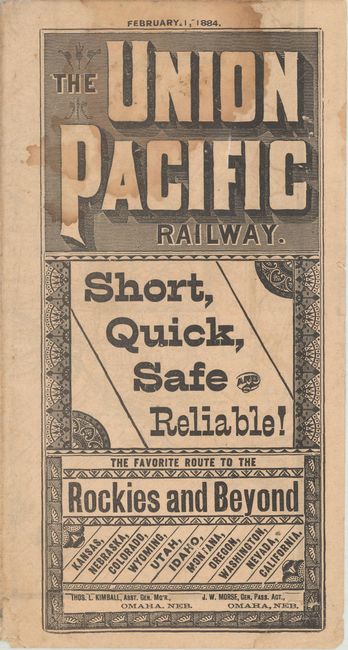 FEBRUARY 1, 1884.
THE UNION
PACIFIC
RAILWAY.
Short,
Quick,
Safe AND
Reliable!
THE FAVORITE ROUTE TO THE
Rockies and Beyond
KANSAS,
NEBRASKA,
COLORADO,
WYOMING,
UTAH,
IDAHO,
MONTANA,
OREGON,
WASHINGTON,
NEVADA,
CALIFORNIA.
THOS. L. KIMBALL, ASST. GEN. MG'R. J. W. MORSE, GEN. PASS. AGT.,
OMAHA, NEB. OMAHA, NEB.